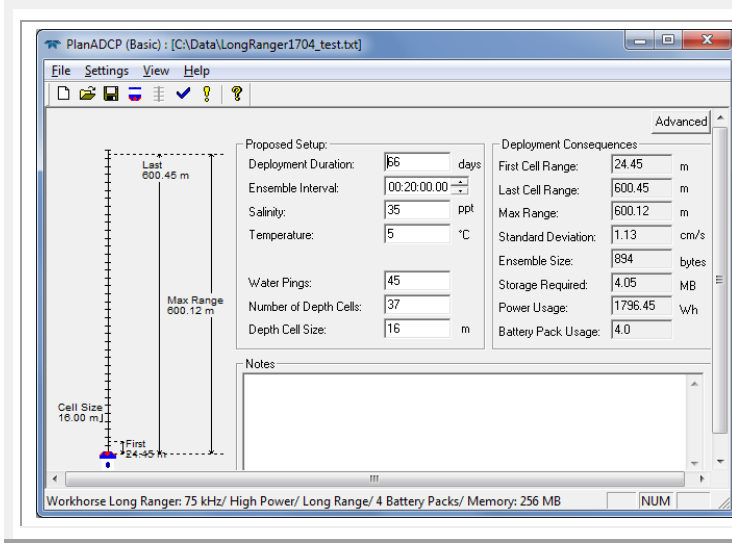 PlanADCP (Basic) : [C:\Data\LongRanger1704_test.txt]
File Settings View Help
Advanced
Proposed Setup:
Deployment Duration: 66 days
Ensemble Interval: 00:20:00.00
Salinity: 35 ppt
Temperature: 5 °C
Water Pings: 45
Number of Depth Cells: 37
Depth Cell Size: 16 m
Deployment Consequences
First Cell Range: 24.45 m
Last Cell Range: 600.45 m
Max Range: 600.12 m
Standard Deviation: 1.13 cm/s
Ensemble Size: 894 bytes
Storage Required: 4.05 MB
Power Usage: 1796.45 Wh
Battery Pack Usage: 4.0
Last
600.45 m
Max Range
600.12 m
Cell Size
16.00 m
First
24.45 m
Notes
Workhorse Long Ranger: 75 kHz/ High Power/ Long Range/ 4 Battery Packs/ Memory: 256 MB
NUM